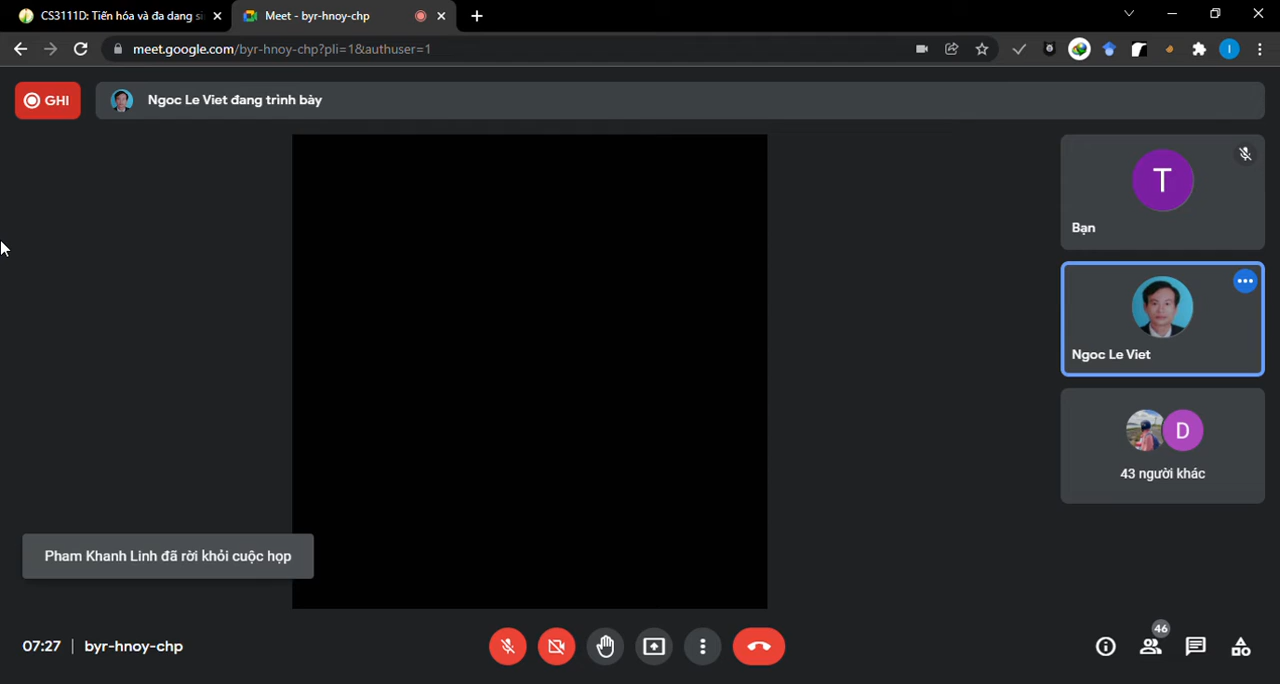 CS3111D: Tiến hóa và đa dạng si
Meet - byr-hnoy-chp
meet.google.com/byr-hnoy-chp?pli=1&authuser=1
I
GHI
Ngoc Le Viet đang trình bày
T
Bạn
Ngoc Le Viet
D
43 người khác
Pham Khanh Linh đã rời khỏi cuộc họp
07:27 | byr-hnoy-chp
46